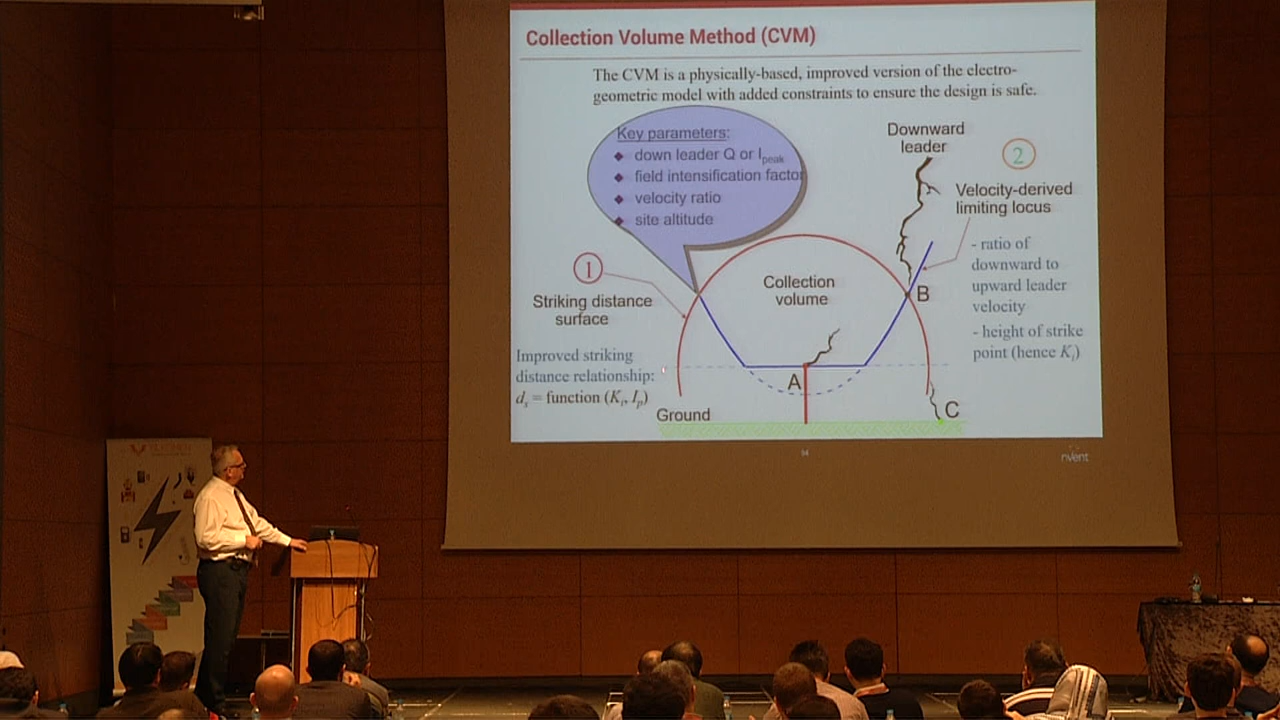 Collection Volume Method (CVM)
The CVM is a physically-based, improved version of the electro-
geometric model with added constraints to ensure the design is safe.
Key parameters:
◆ down leader Q or Ipeak
◆ field intensification factor
◆ velocity ratio
◆ site altitude
Downward
leader
2
Velocity-derived
limiting locus
- ratio of
downward to
upward leader
velocity
- height of strike
point (hence Ki)
1
Striking distance
surface
Collection
volume
B
Improved striking
distance relationship:
ds = function (Ki, Ip)
A
C
Ground
14
nvent